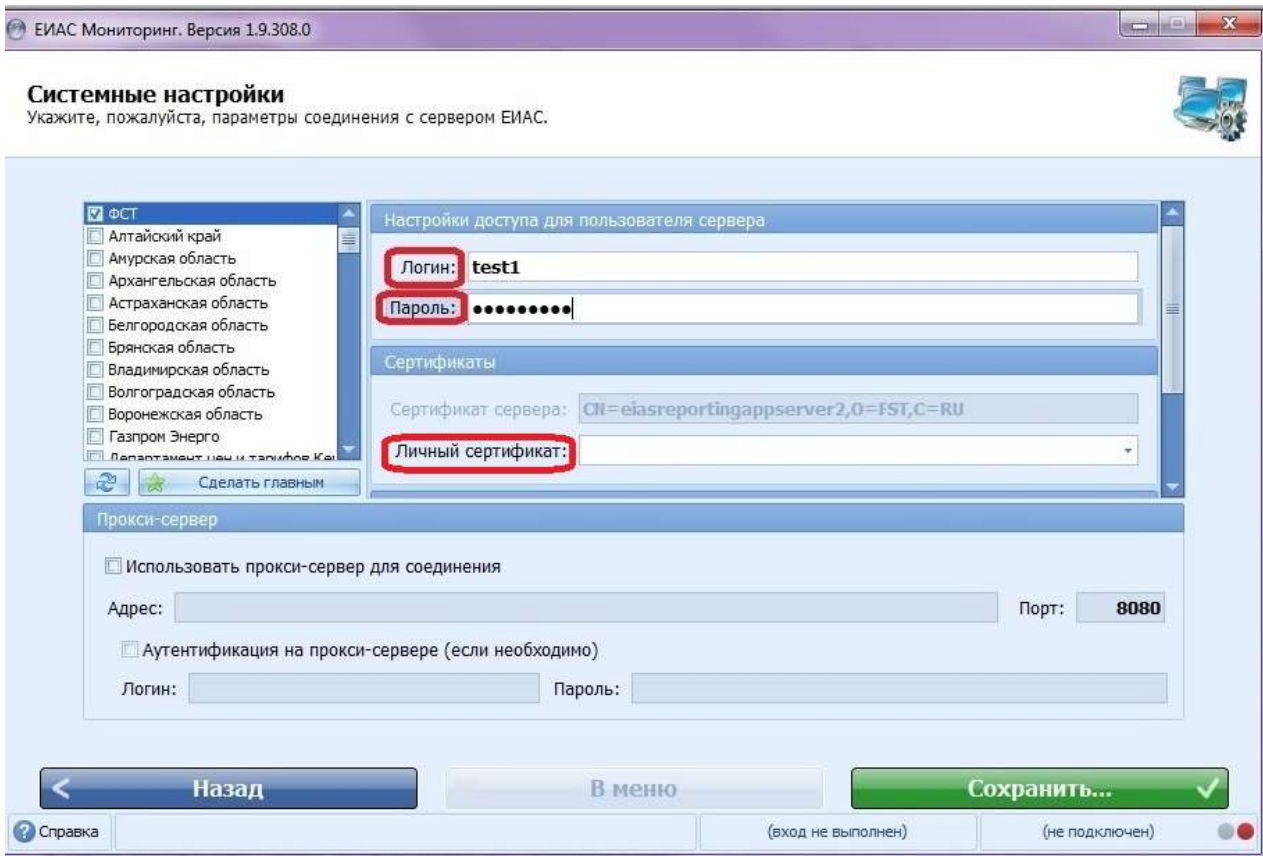 ЕИАС Мониторинг. Версия 1.9.308.0
Системные настройки
Укажите, пожалуйста, параметры соединения с сервером ЕИАС.
ФСТ
Алтайский край
Амурская область
Архангельская область
Астраханская область
Белгородская область
Брянская область
Владимирская область
Волгоградская область
Воронежская область
Газпром Энерго
Департамент цен и тарифов
Сделать главным
Настройки доступа для пользователя сервера
Логин: test1
Пароль: •••••••••
Сертификаты
Сертификат сервера: CN=eiasreportingappserver2,O=FST,C=RU
Личный сертификат:
Прокси-сервер
Использовать прокси-сервер для соединения
Адрес: Порт: 8080
Аутентификация на прокси-сервере (если необходимо)
Логин: Пароль:
Назад В меню Сохранить...
Справка (вход не выполнен) (не подключен)